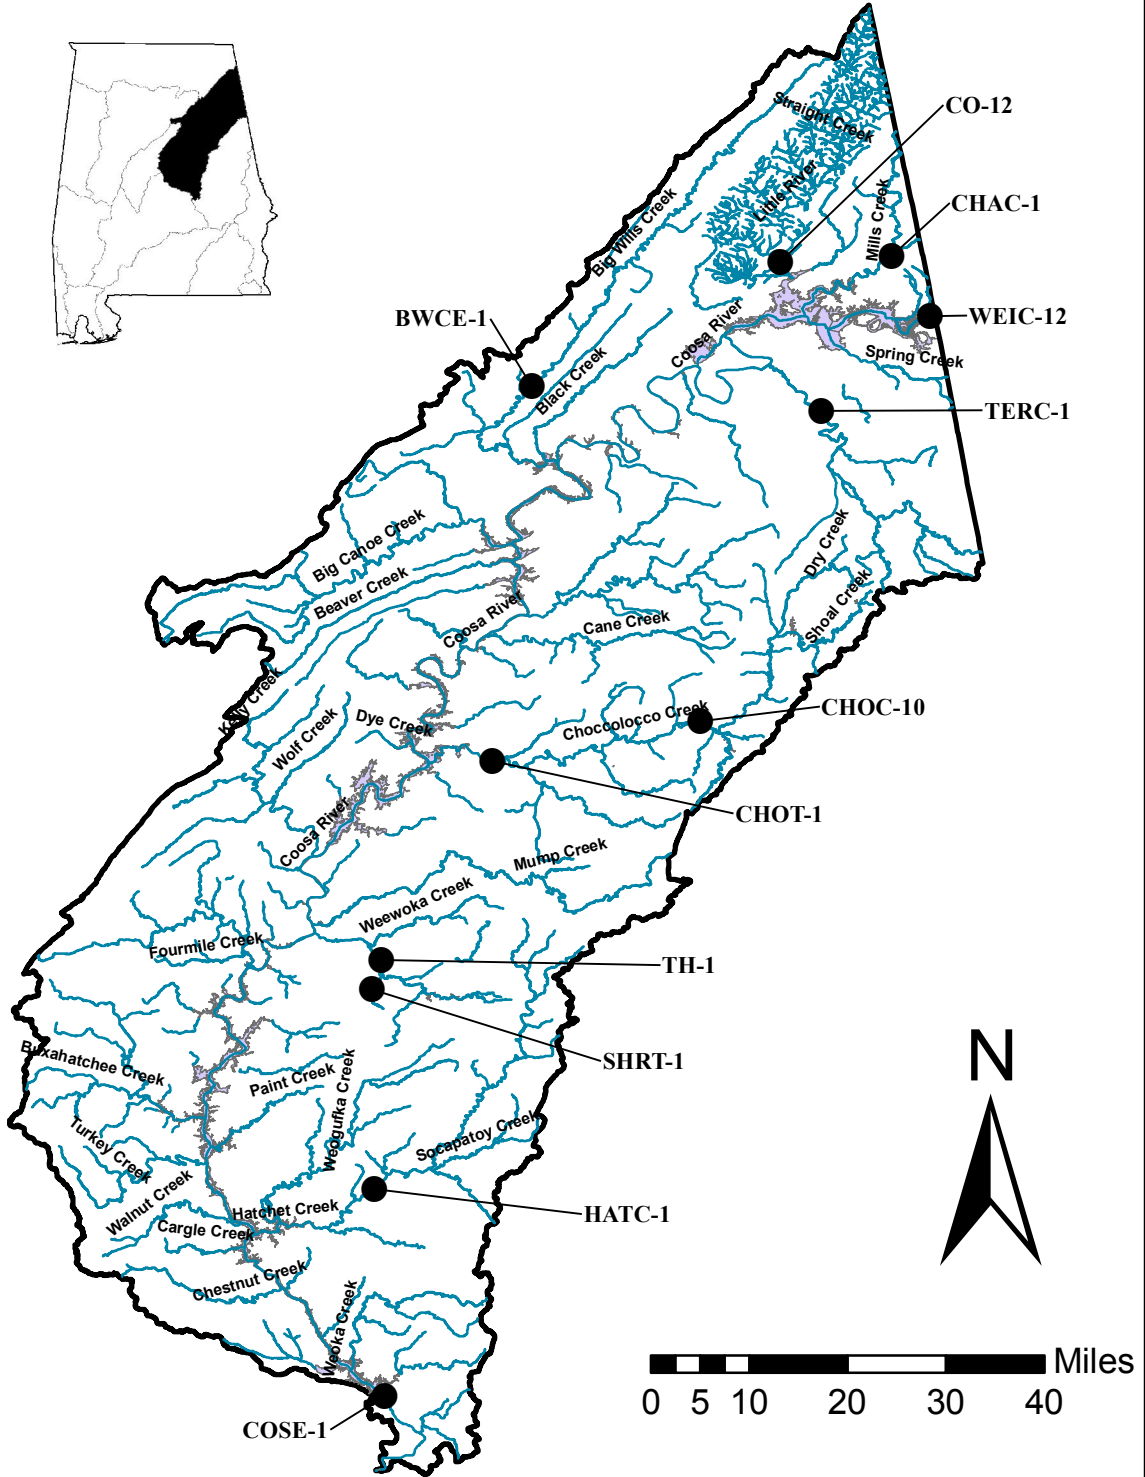 CO-12
Straight Creek
Little River
Mills Creek
CHAC-1
Big Wills Creek
BWCE-1
WEIC-12
Coosa River
Spring Creek
Black Creek
TERC-1
Big Canoe Creek
Dry Creek
Beaver Creek
Shoal Creek
Coosa River
Cane Creek
Kelly Creek
Wolf Creek
Dye Creek
Choccolocco Creek
CHOC-10
CHOT-1
Coosa River
Mump Creek
Weewoka Creek
Fourmile Creek
TH-1
SHRT-1
N
Buxahatchee Creek
Paint Creek
Weogufka Creek
Socapatoy Creek
Turkey Creek
Walnut Creek
Hatchet Creek
HATC-1
Cargle Creek
Chestnut Creek
Weoka Creek
Miles
0 5 10 20 30 40
COSE-1